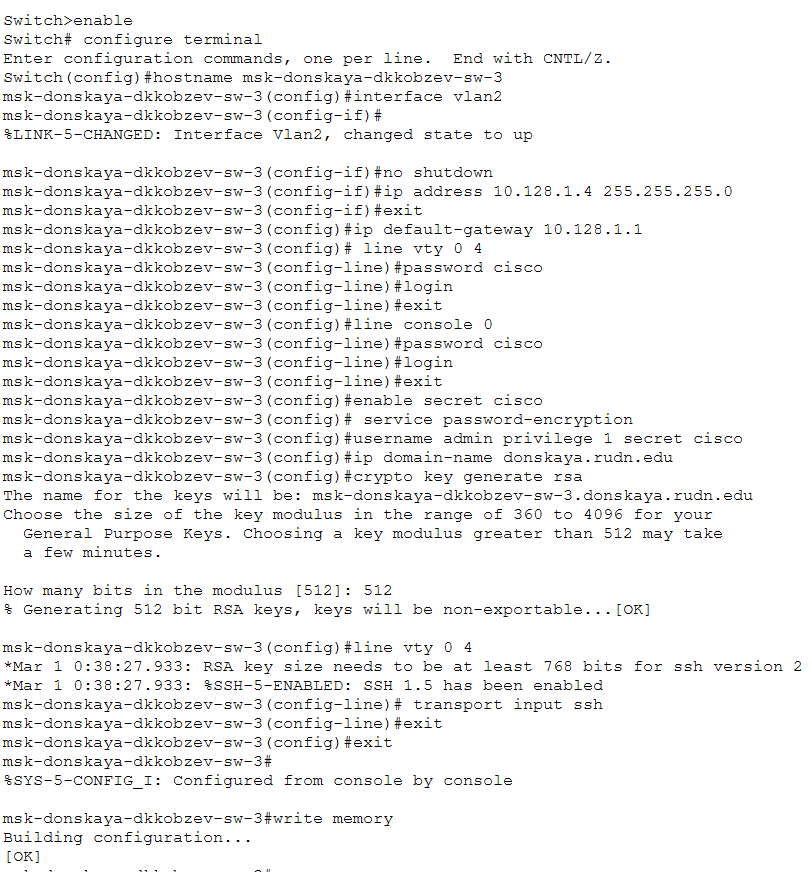 Switch>enable
Switch# configure terminal
Enter configuration commands, one per line.  End with CNTL/Z.
Switch(config)#hostname msk-donskaya-dkkobzev-sw-3
msk-donskaya-dkkobzev-sw-3(config)#interface vlan2
msk-donskaya-dkkobzev-sw-3(config-if)#
%LINK-5-CHANGED: Interface Vlan2, changed state to up
msk-donskaya-dkkobzev-sw-3(config-if)#no shutdown
msk-donskaya-dkkobzev-sw-3(config-if)#ip address 10.128.1.4 255.255.255.0
msk-donskaya-dkkobzev-sw-3(config-if)#exit
msk-donskaya-dkkobzev-sw-3(config)#ip default-gateway 10.128.1.1
msk-donskaya-dkkobzev-sw-3(config)# line vty 0 4
msk-donskaya-dkkobzev-sw-3(config-line)#password cisco
msk-donskaya-dkkobzev-sw-3(config-line)#login
msk-donskaya-dkkobzev-sw-3(config-line)#exit
msk-donskaya-dkkobzev-sw-3(config)#line console 0
msk-donskaya-dkkobzev-sw-3(config-line)#password cisco
msk-donskaya-dkkobzev-sw-3(config-line)#login
msk-donskaya-dkkobzev-sw-3(config-line)#exit
msk-donskaya-dkkobzev-sw-3(config)#enable secret cisco
msk-donskaya-dkkobzev-sw-3(config)# service password-encryption
msk-donskaya-dkkobzev-sw-3(config)#username admin privilege 1 secret cisco
msk-donskaya-dkkobzev-sw-3(config)#ip domain-name donskaya.rudn.edu
msk-donskaya-dkkobzev-sw-3(config)#crypto key generate rsa
The name for the keys will be: msk-donskaya-dkkobzev-sw-3.donskaya.rudn.edu
Choose the size of the key modulus in the range of 360 to 4096 for your
  General Purpose Keys. Choosing a key modulus greater than 512 may take
  a few minutes.
How many bits in the modulus [512]: 512
% Generating 512 bit RSA keys, keys will be non-exportable...[OK]
msk-donskaya-dkkobzev-sw-3(config)#line vty 0 4
*Mar 1 0:38:27.933: RSA key size needs to be at least 768 bits for ssh version 2
*Mar 1 0:38:27.933: %SSH-5-ENABLED: SSH 1.5 has been enabled
msk-donskaya-dkkobzev-sw-3(config-line)# transport input ssh
msk-donskaya-dkkobzev-sw-3(config-line)#exit
msk-donskaya-dkkobzev-sw-3(config)#exit
msk-donskaya-dkkobzev-sw-3#
%SYS-5-CONFIG_I: Configured from console by console
msk-donskaya-dkkobzev-sw-3#write memory
Building configuration...
[OK]